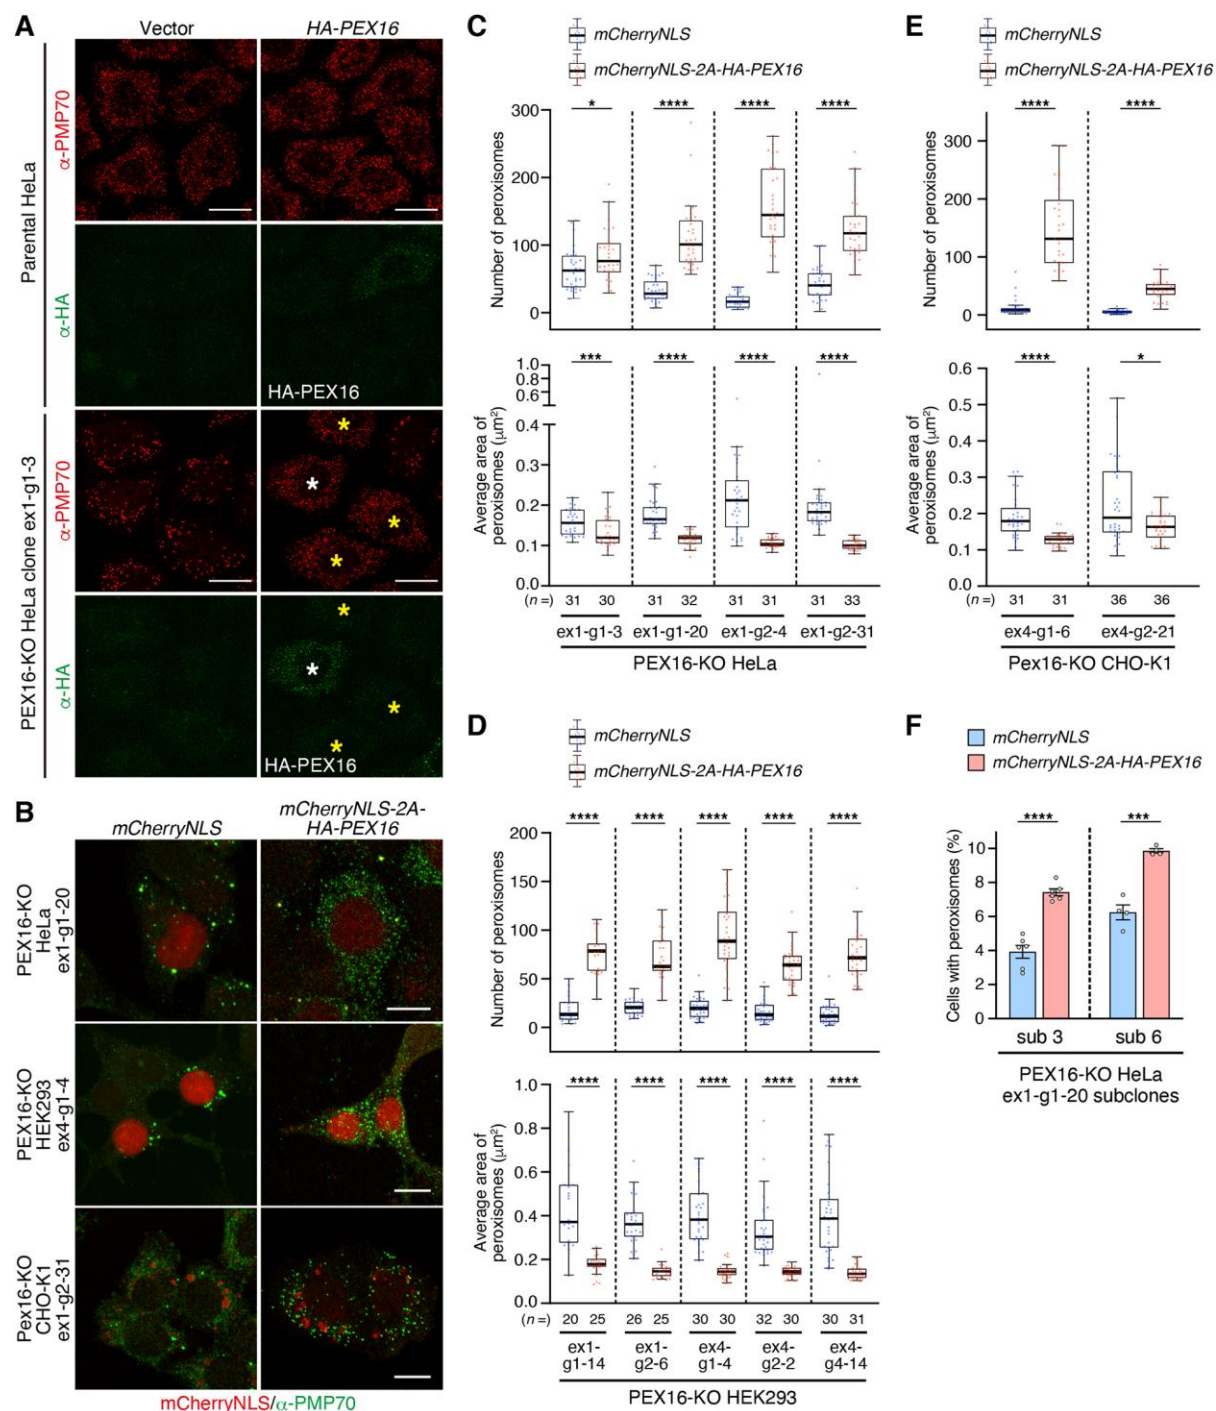 A
Vector
HA-PEX16
Parental HeLa
α-PMP70
α-HA
HA-PEX16
PEX16-KO HeLa clone ex1-g1-3
α-PMP70
* * * *
α-HA
* * * *
HA-PEX16
B
mCherryNLS
mCherryNLS-2A-
HA-PEX16
PEX16-KO
HeLa
ex1-g1-20
PEX16-KO
HEK293
ex4-g1-4
Pex16-KO
CHO-K1
ex1-g2-31
mCherryNLS/α-PMP70
C
mCherryNLS
mCherryNLS-2A-HA-PEX16
* **** **** ****
Number of peroxisomes
300
200
100
0
*** **** **** ****
Average area of
peroxisomes (μm²)
1.0
0.8
0.6
0.4
0.3
0.2
0.1
0.0
(n =) 31 30 31 32 31 31 31 33
ex1-g1-3 ex1-g1-20 ex1-g2-4 ex1-g2-31
PEX16-KO HeLa
D
mCherryNLS
mCherryNLS-2A-HA-PEX16
**** **** **** **** ****
Number of peroxisomes
200
150
100
50
0
**** **** **** **** ****
Average area of
peroxisomes (μm²)
1.0
0.8
0.6
0.4
0.2
0.0
(n =) 20 25 26 25 30 30 32 30 30 31
ex1- ex1- ex4- ex4- ex4-
g1-14 g2-6 g1-4 g2-2 g4-14
PEX16-KO HEK293
E
mCherryNLS
mCherryNLS-2A-HA-PEX16
**** ****
Number of peroxisomes
300
200
100
0
**** *
Average area of
peroxisomes (μm²)
0.6
0.5
0.4
0.3
0.2
0.1
0.0
(n =) 31 31 36 36
ex4-g1-6 ex4-g2-21
Pex16-KO CHO-K1
F
mCherryNLS
mCherryNLS-2A-HA-PEX16
**** ***
Cells with peroxisomes (%)
10
8
6
4
2
0
sub 3 sub 6
PEX16-KO HeLa
ex1-g1-20 subclones